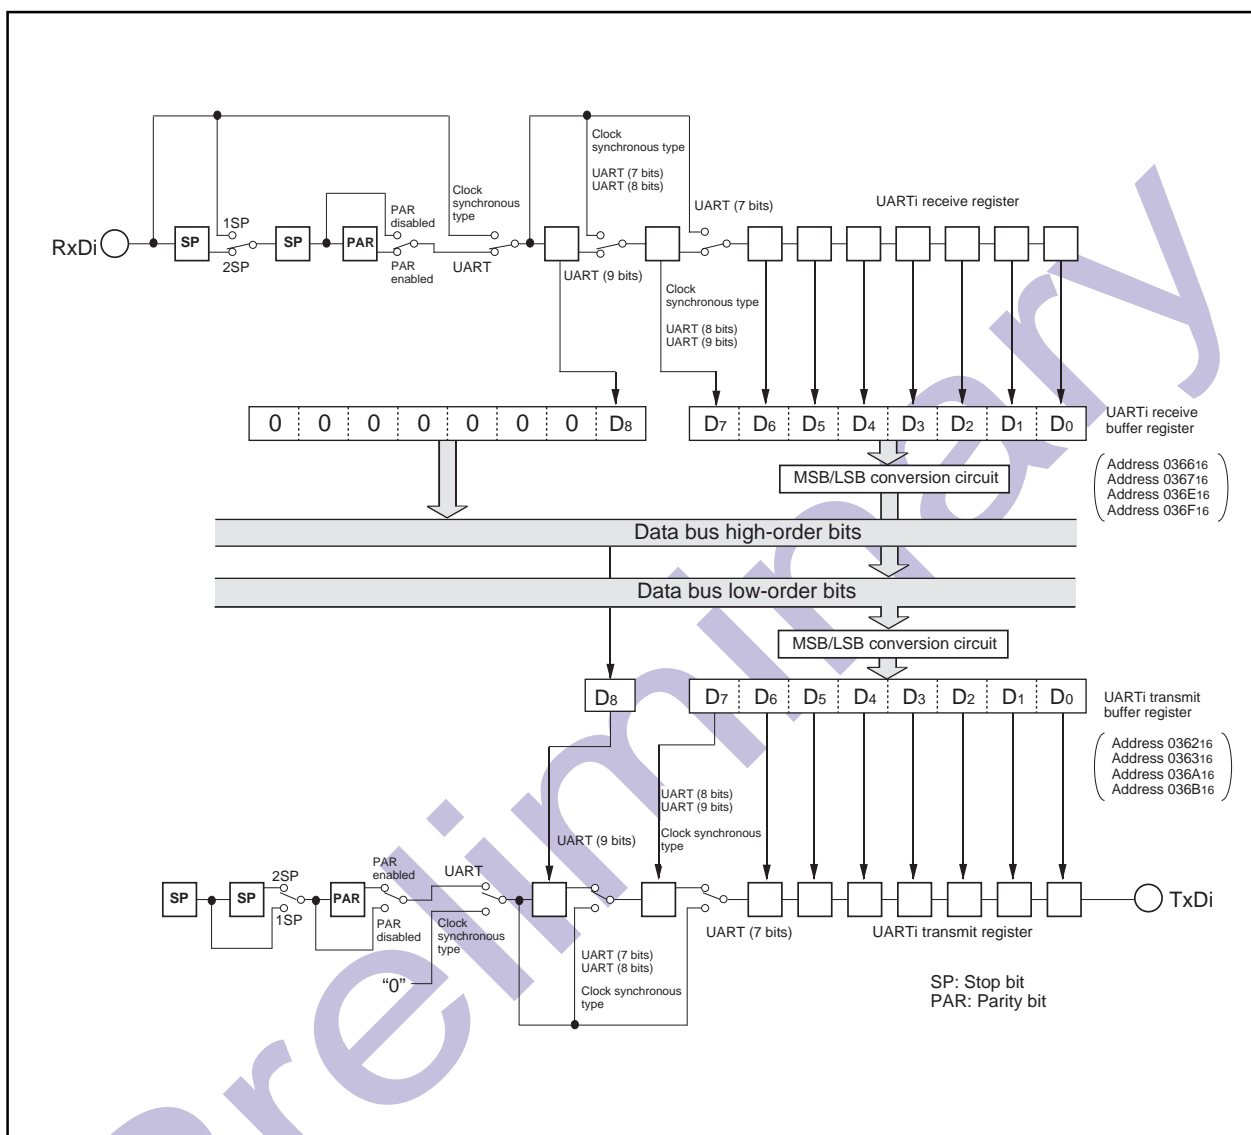 Clock
synchronous type
UART (7 bits)
UART (8 bits)
Clock
synchronous
type
UART (7 bits)
UARTi receive register
PAR
disabled
1SP
RxDi
SP
SP
PAR
2SP
PAR
enabled
UART
UART (9 bits)
Clock
synchronous type
UART (8 bits)
UART (9 bits)
0 0 0 0 0 0 0 D8
D7 D6 D5 D4 D3 D2 D1 D0
UARTi receive
buffer register
MSB/LSB conversion circuit
Address 036616
Address 036716
Address 036E16
Address 036F16
Data bus high-order bits
Data bus low-order bits
MSB/LSB conversion circuit
D8
D7 D6 D5 D4 D3 D2 D1 D0
UARTi transmit
buffer register
Address 036216
Address 036316
Address 036A16
Address 036B16
UART (8 bits)
UART (9 bits)
Clock synchronous
type
UART (9 bits)
PAR
enabled
UART
2SP
SP
SP
PAR
1SP
PAR
disabled
Clock
synchronous
type
"0"
UART (7 bits)
UART (8 bits)
Clock synchronous
type
UART (7 bits)
UARTi transmit register
TxDi
SP: Stop bit
PAR: Parity bit
Preliminary